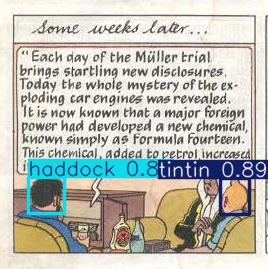 Some weeks later...
"Each day of the Müller trial
brings startling new disclosures.
Today the whole mystery of the ex-
ploding car engines was revealed.
It is now known that a major foreign
power had developed a new chemical,
known simply as Formula Fourteen.
This chemical, added to petrol, increased
haddock 0.8
tintin 0.89